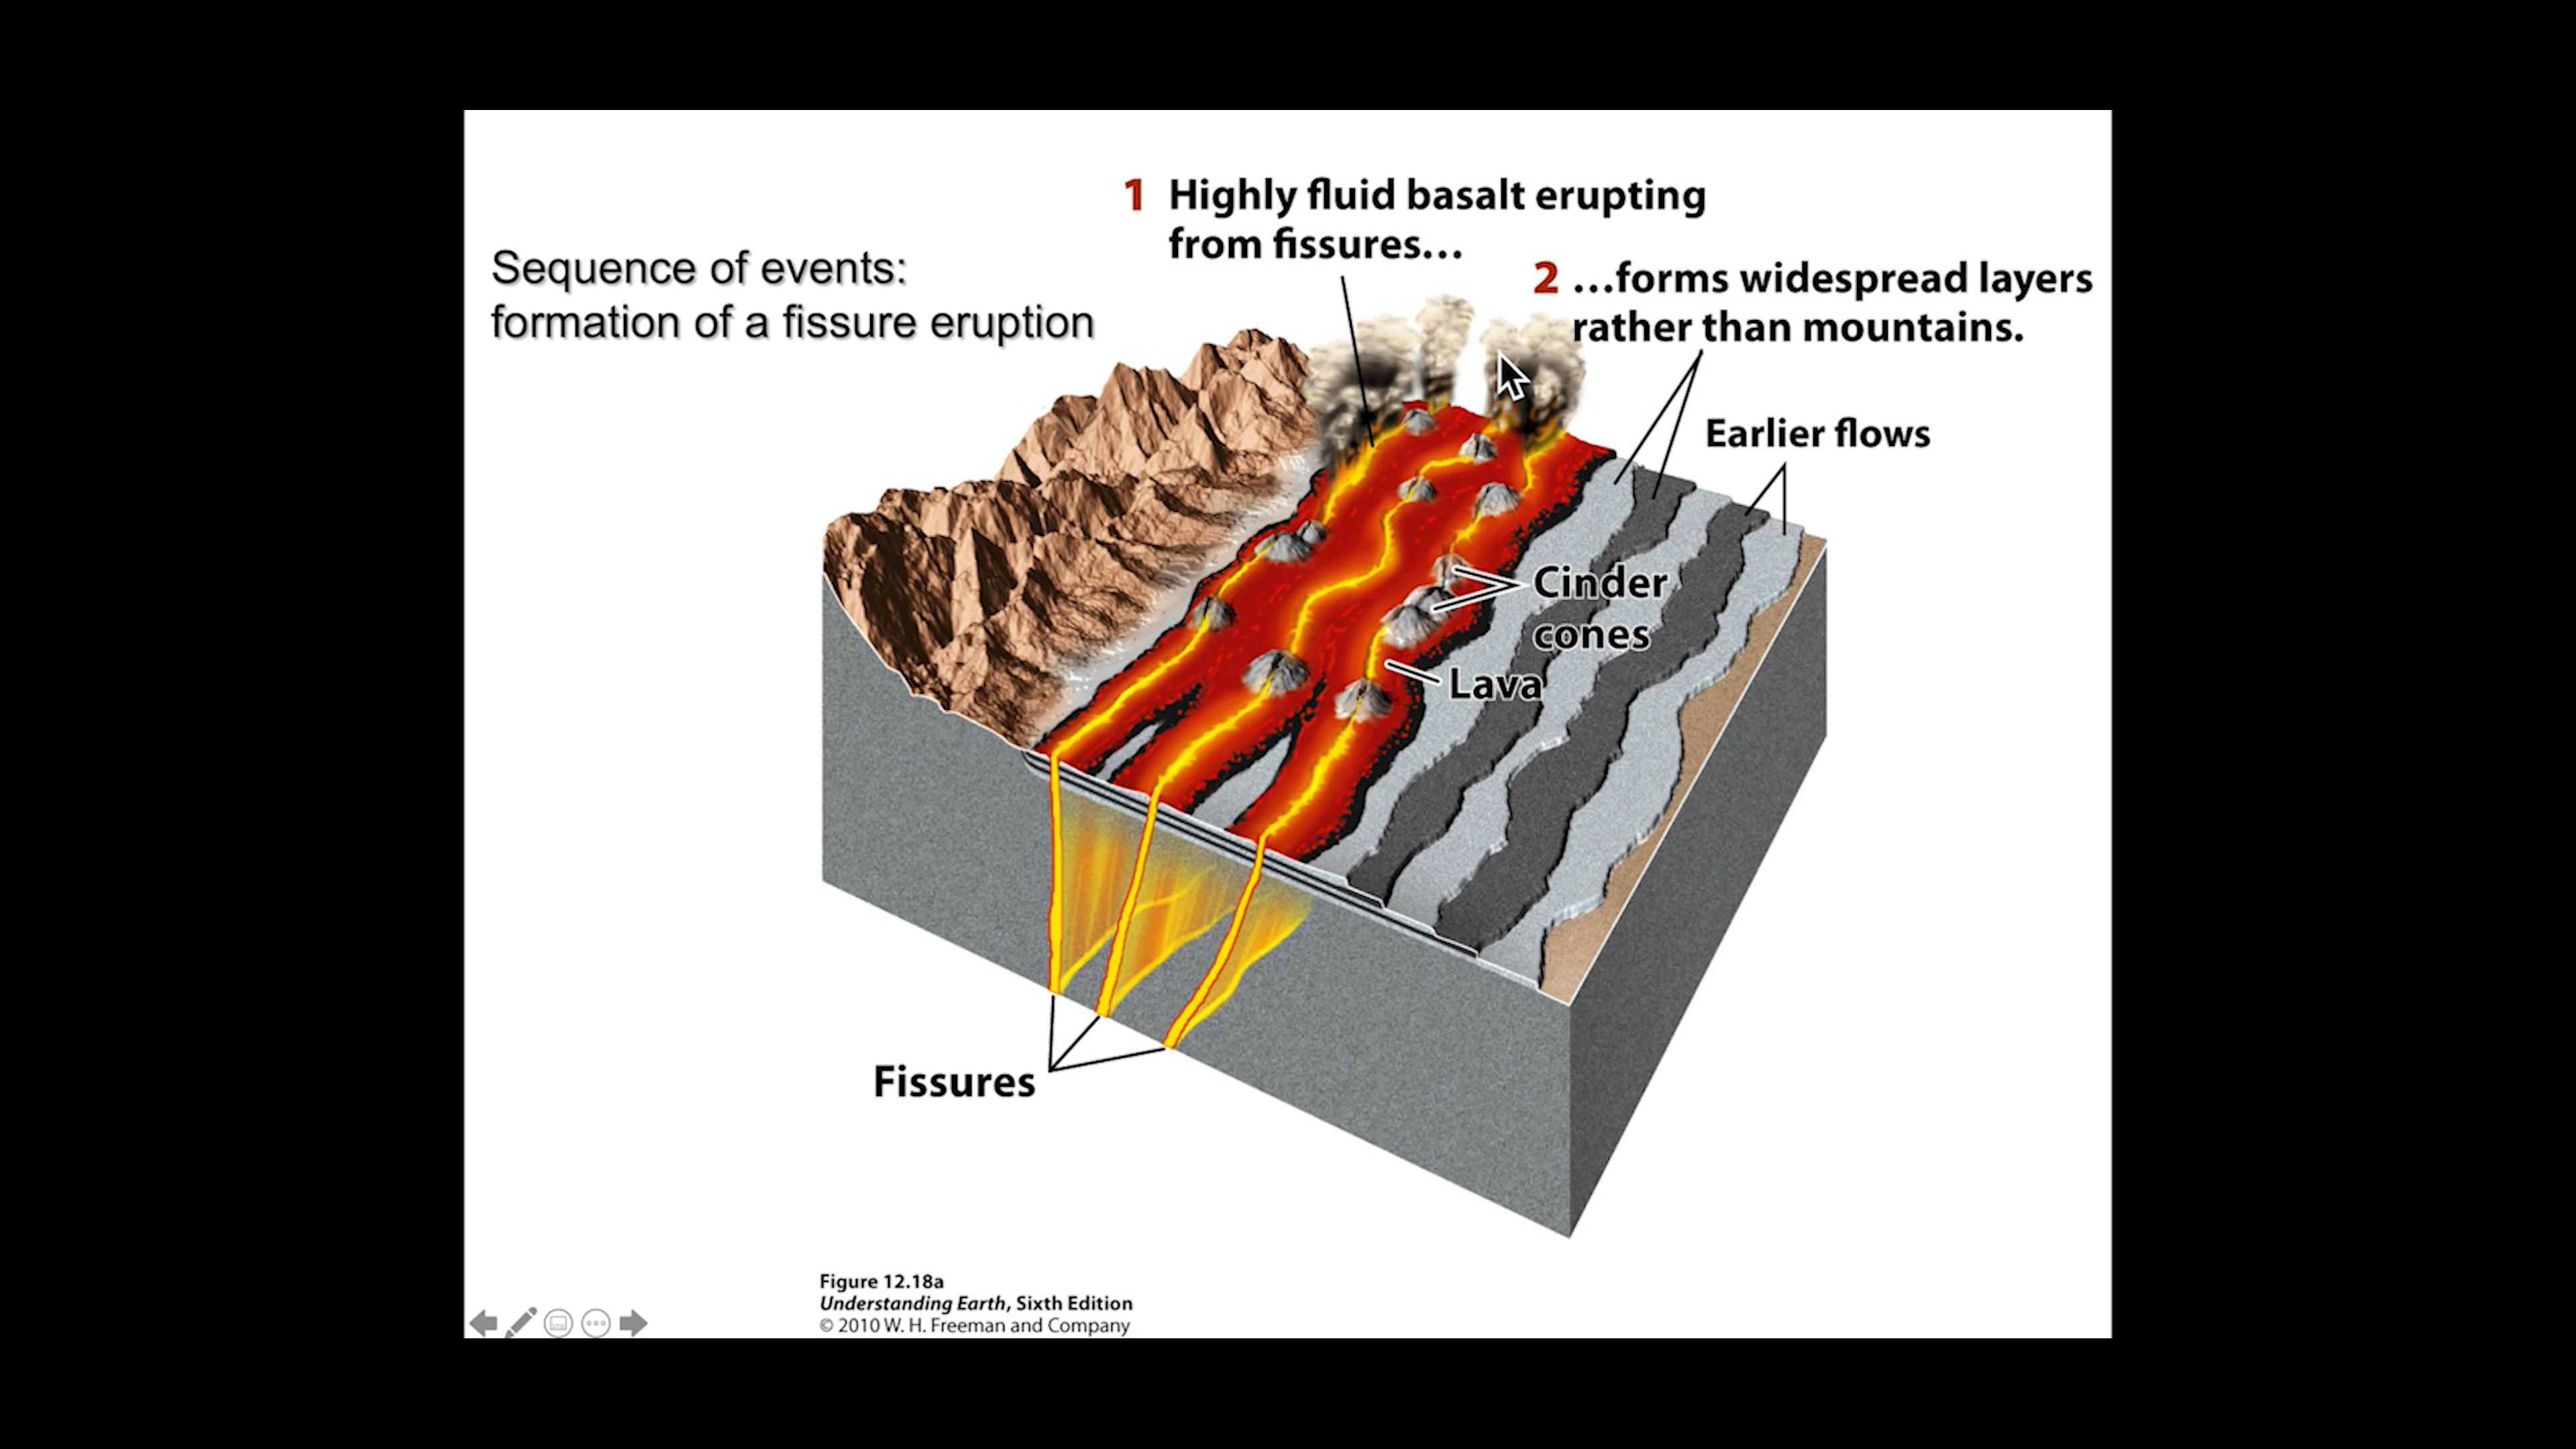 Sequence of events:
formation of a fissure eruption
1 Highly fluid basalt erupting
from fissures...
2 ...forms widespread layers
rather than mountains.
Earlier flows
Cinder
cones
Lava
Fissures
Figure 12.18a
Understanding Earth, Sixth Edition
© 2010 W. H. Freeman and Company